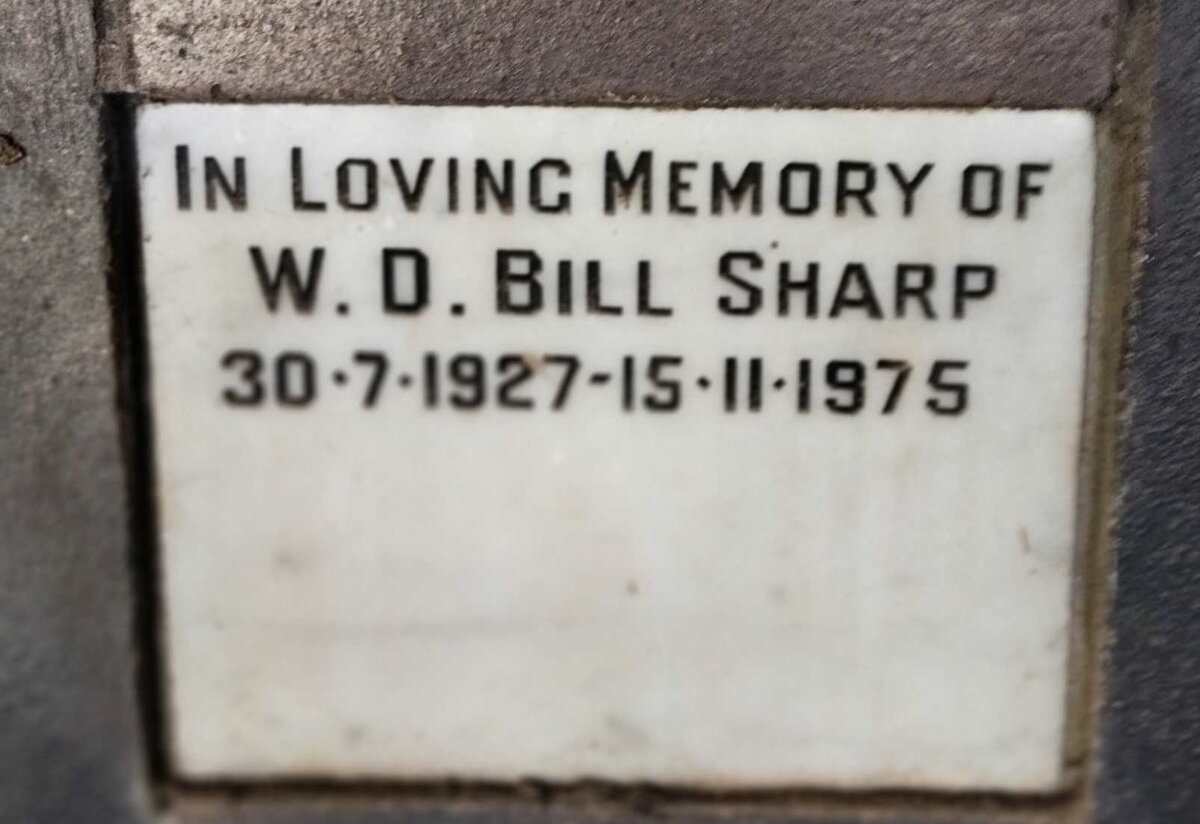 In Loving Memory of
W. D. Bill Sharp
30·7·1927-15·11·1975